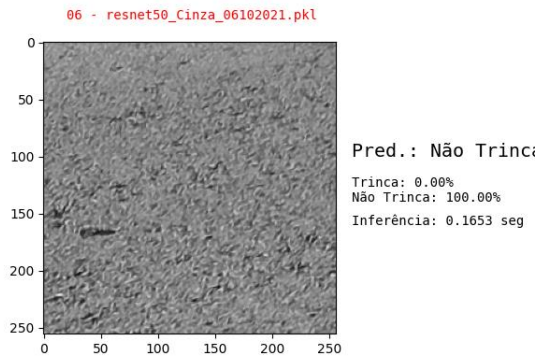 06 - resnet50_Cinza_06102021.pkl
0
50
100
150
200
250
0 50 100 150 200 250
Pred.: Não Trinca
Trinca: 0.00%
Não Trinca: 100.00%
Inferência: 0.1653 seg